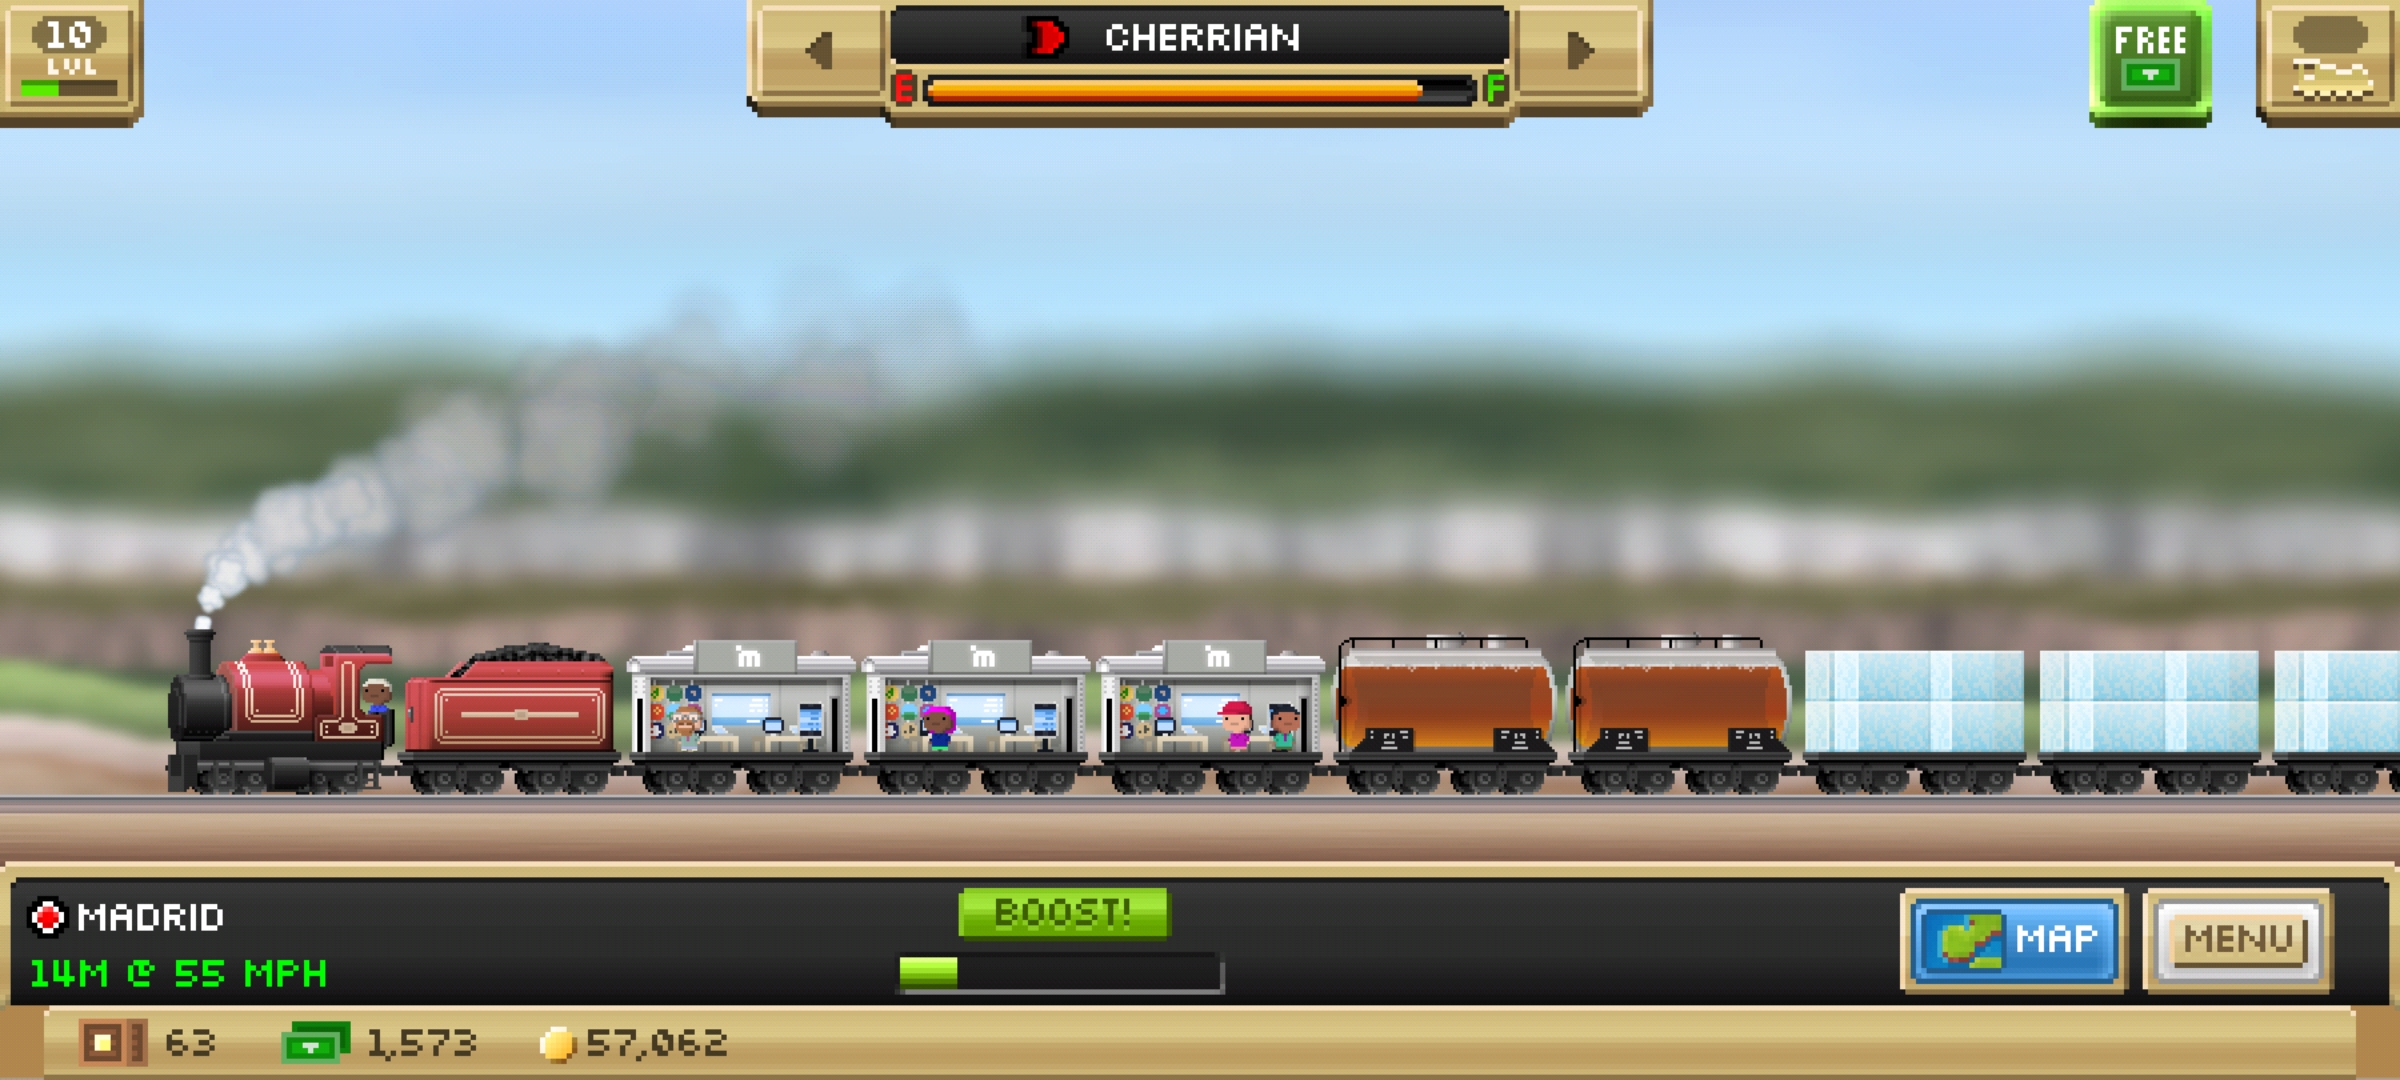 10
LVL
CHERRIAN
E F
FREE
m m m
MADRID
14M @ 55 MPH
BOOST!
MAP
MENU
63 1,573 57,062